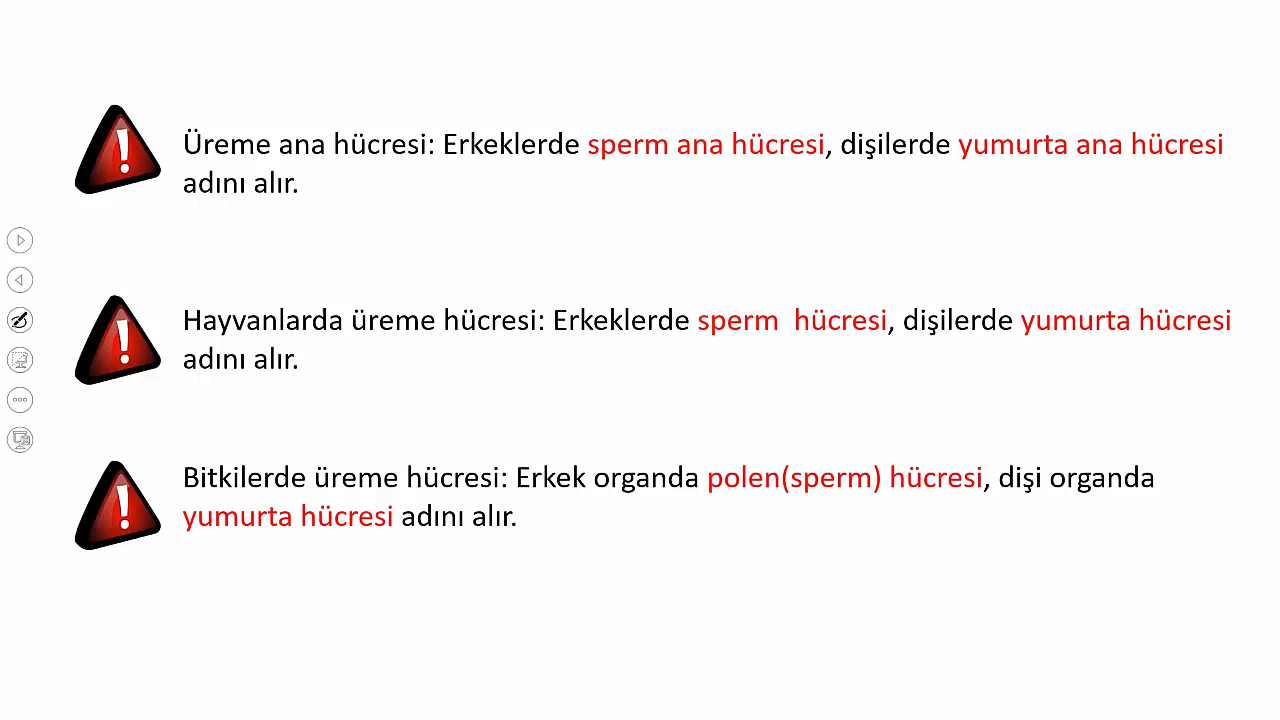 Üreme ana hücresi: Erkeklerde sperm ana hücresi, dişilerde yumurta ana hücresi
adını alır.
Hayvanlarda üreme hücresi: Erkeklerde sperm  hücresi, dişilerde yumurta hücresi
adını alır.
Bitkilerde üreme hücresi: Erkek organda polen(sperm) hücresi, dişi organda
yumurta hücresi adını alır.